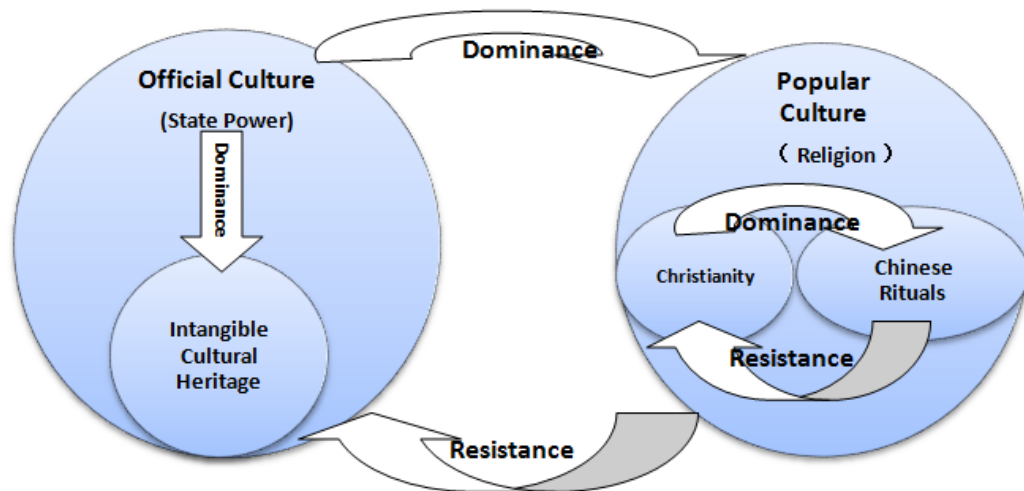 Dominance
Official Culture
(State Power)
Dominance
Intangible
Cultural
Heritage
Popular
Culture
( Religion )
Dominance
Christianity
Chinese
Rituals
Resistance
Resistance